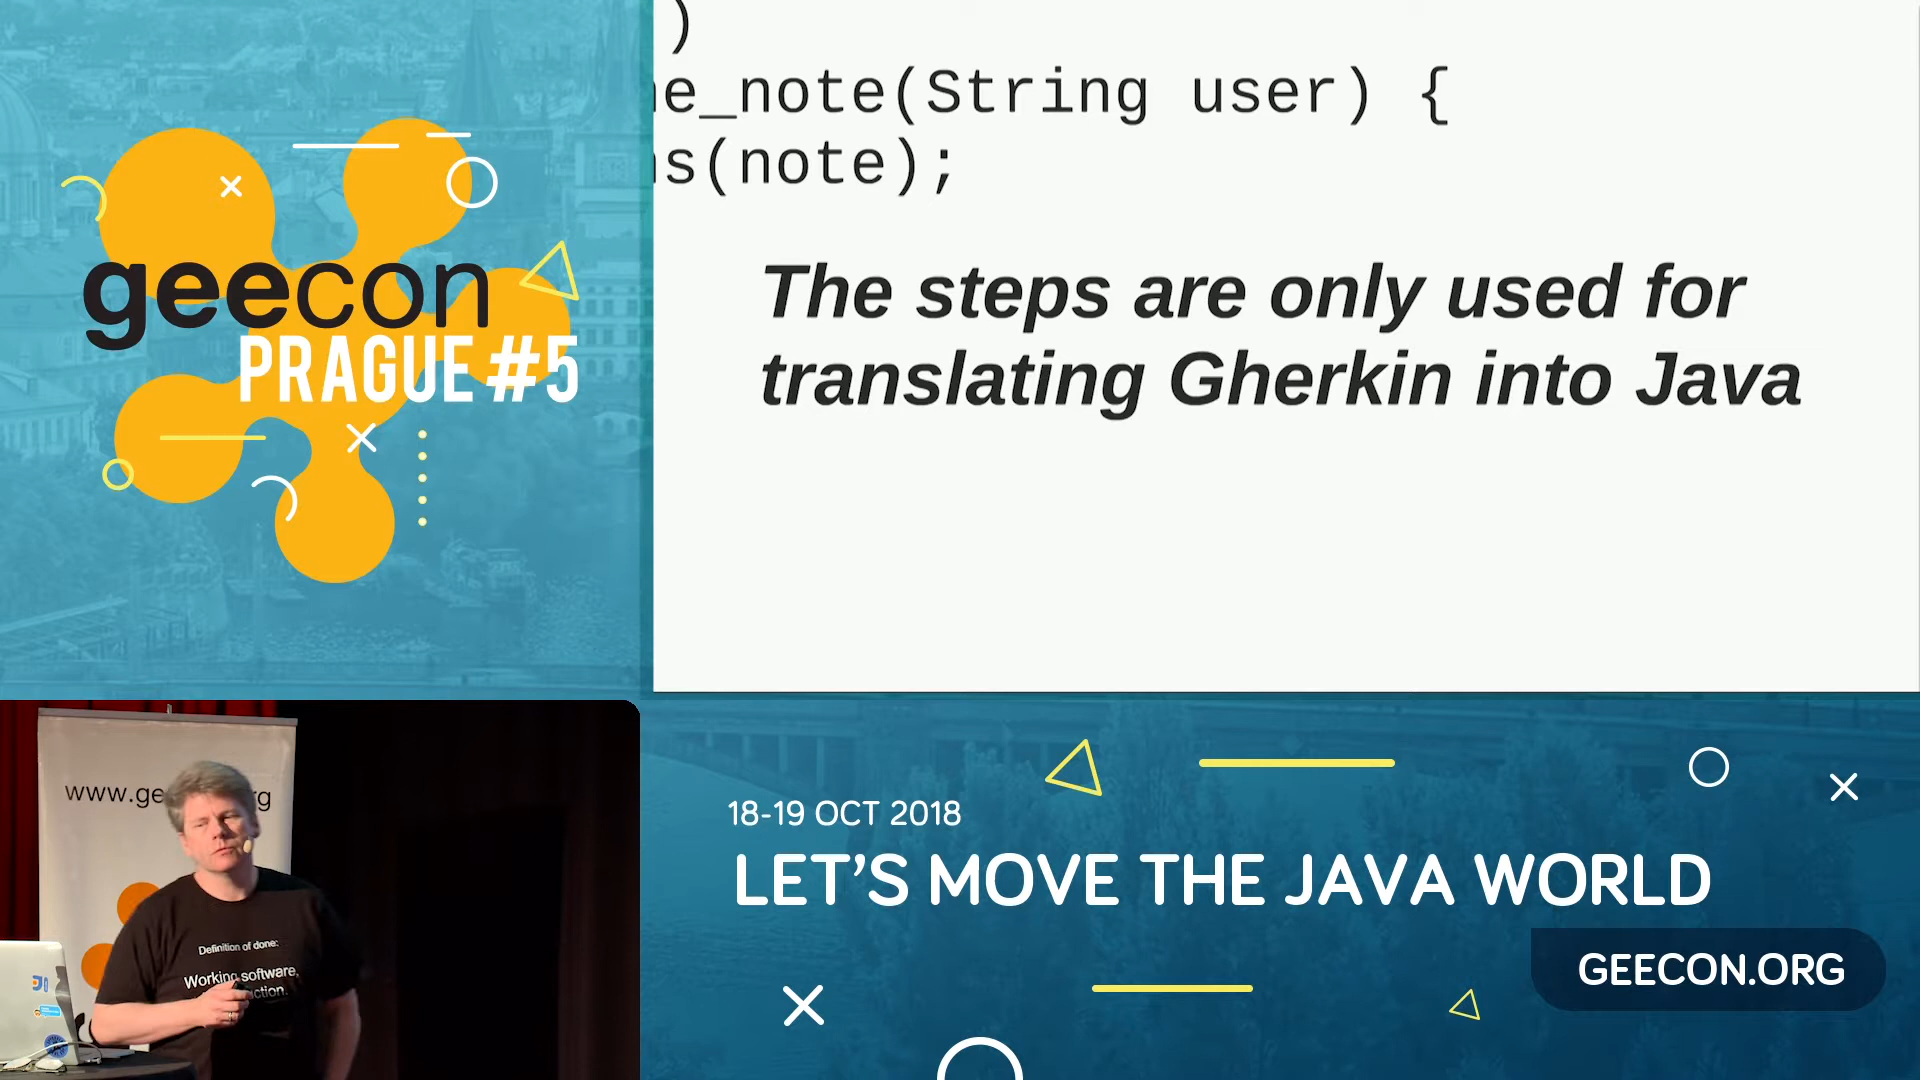 geecon
PRAGUE #5
)
e_note(String user) {
s(note);
The steps are only used for
translating Gherkin into Java
18-19 OCT 2018
LET'S MOVE THE JAVA WORLD
GEECON.ORG
Definition of done:
Working software,